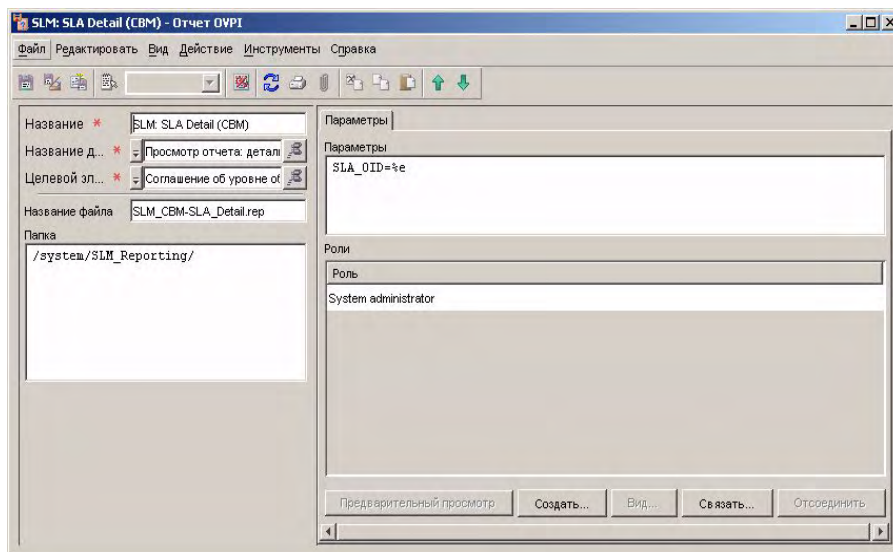 SLM: SLA Detail (CBM) - Отчет OVPI
Файл Редактировать Вид Действие Инструменты Справка
Название * SLM: SLA Detail (CBM)
Название д... * Просмотр отчета: детал
Целевой эл... * Соглашение об уровне об
Название файла SLM_CBM-SLA_Detail.rep
Папка
/system/SLM_Reporting/
Параметры
Параметры
SLA_OID=%e
Роли
Роль
System administrator
Предварительный просмотр Создать... Вид... Связать... Отсоединить